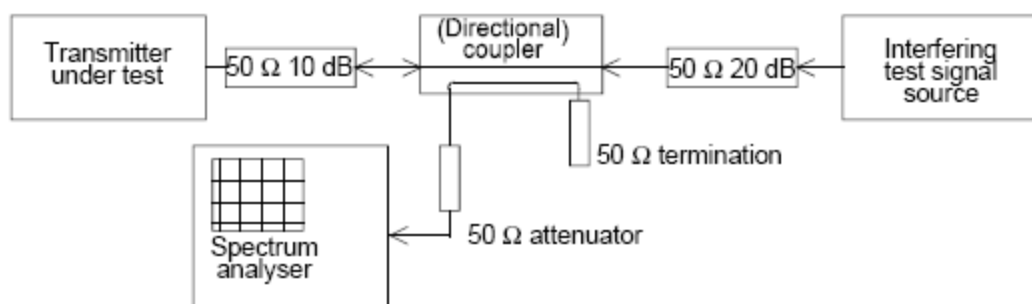 Transmitter
under test
50 Ω 10 dB
(Directional)
coupler
50 Ω 20 dB
Interfering
test signal
source
50 Ω termination
50 Ω attenuator
Spectrum
analyser